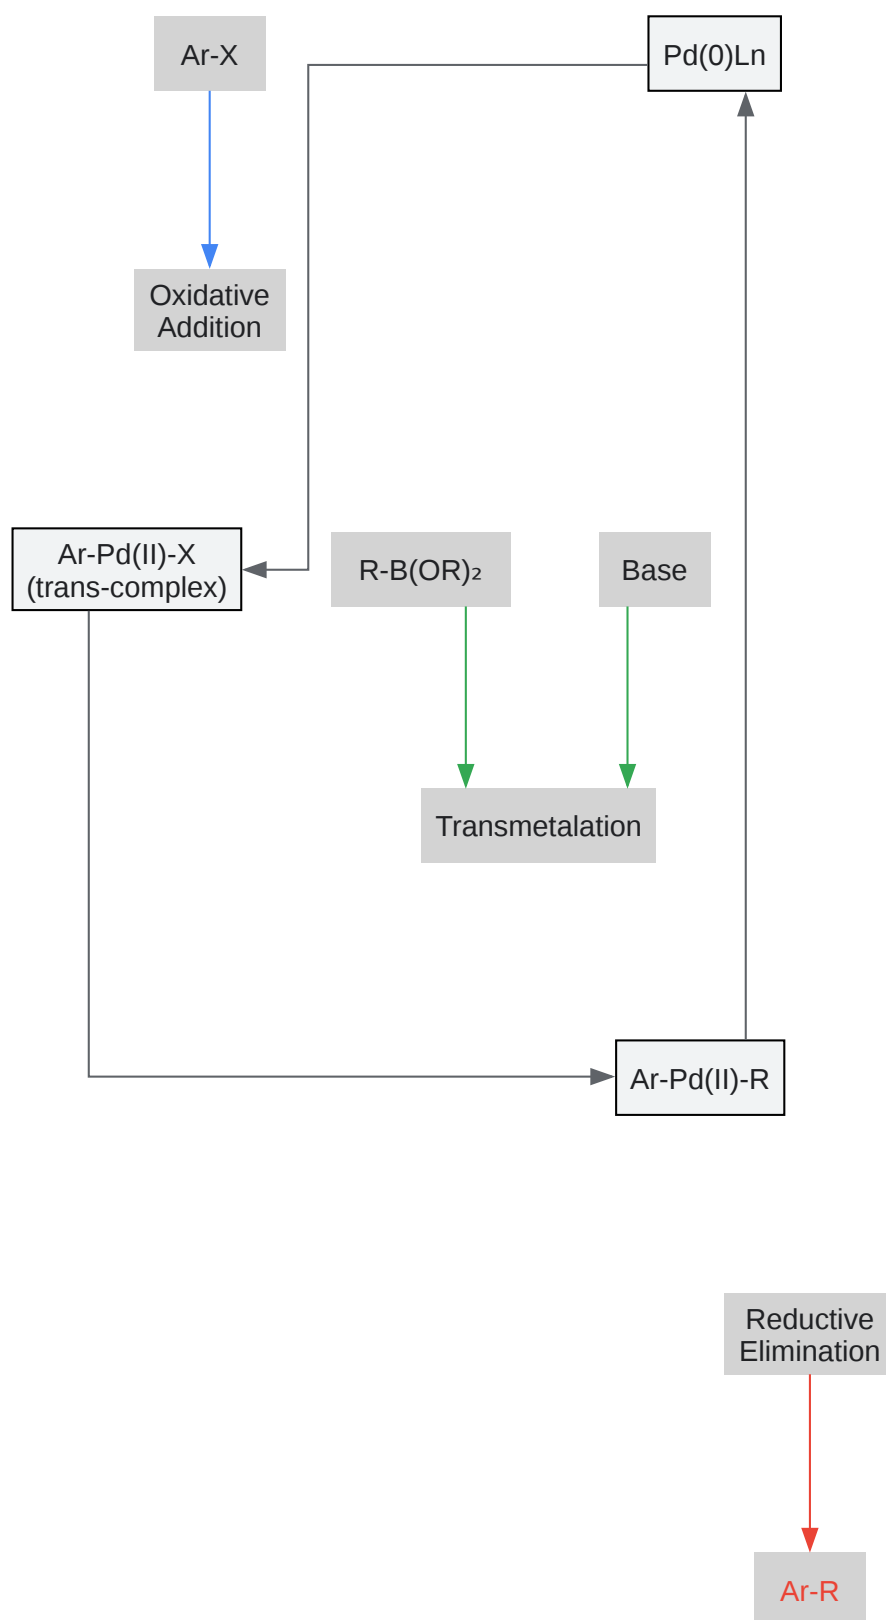 Ar-X
Pd(0)Ln
Oxidative
Addition
Ar-Pd(II)-X
(trans-complex)
R-B(OR)₂
Base
Transmetalation
Ar-Pd(II)-R
Reductive
Elimination
Ar-R